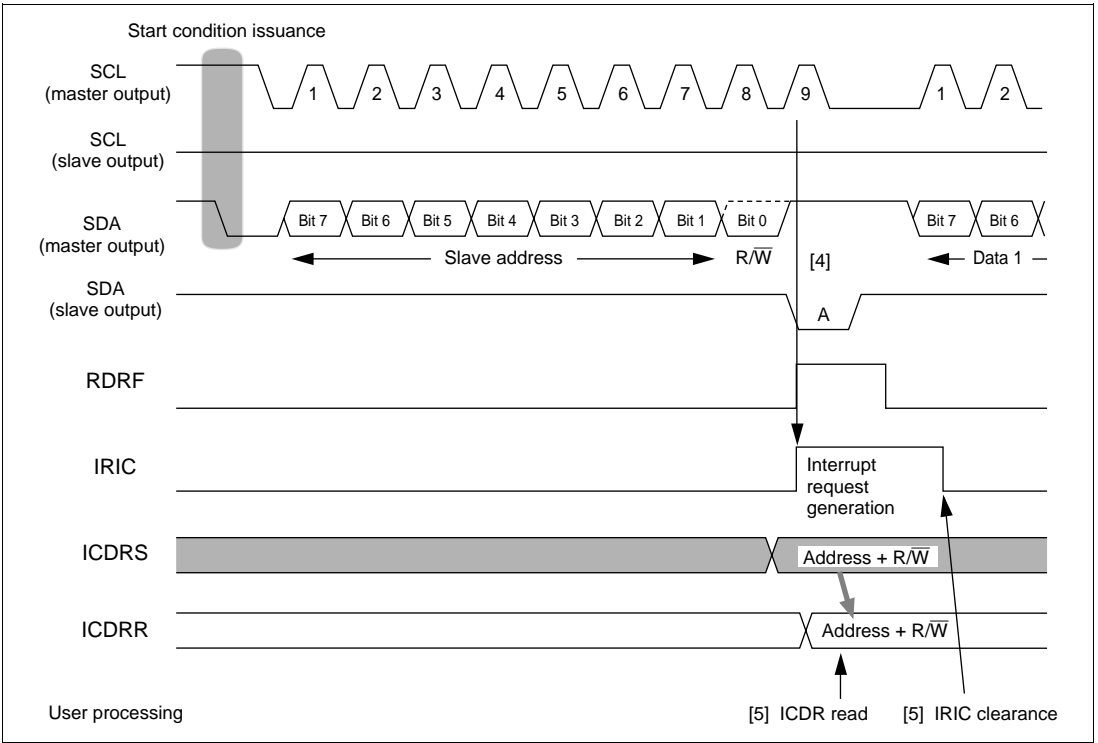 Start condition issuance
SCL
(master output)
1 2 3 4 5 6 7 8 9 1 2
SCL
(slave output)
SDA
(master output)
Bit 7 Bit 6 Bit 5 Bit 4 Bit 3 Bit 2 Bit 1 Bit 0 Bit 7 Bit 6
Slave address R/W̅ [4] Data 1
SDA
(slave output)
A
RDRF
IRIC
Interrupt
request
generation
ICDRS
Address + R/W̅
ICDRR
Address + R/W̅
User processing
[5] ICDR read
[5] IRIC clearance